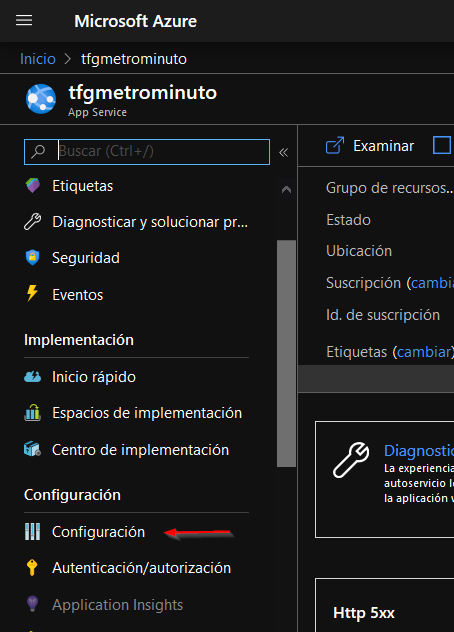 Microsoft Azure
Inicio > tfgmetrominuto
tfgmetrominuto
App Service
Buscar (Ctrl+/)
«
Etiquetas
Diagnosticar y solucionar pr...
Seguridad
Eventos
Implementación
Inicio rápido
Espacios de implementación
Centro de implementación
Configuración
Configuración
Autenticación/autorización
Application Insights
Examinar
Grupo de recursos...
Estado
Ubicación
Suscripción (cambia
Id. de suscripción
Etiquetas (cambiar)
Diagnostic
La experiencia
autoservicio l
la aplicación
Http 5xx